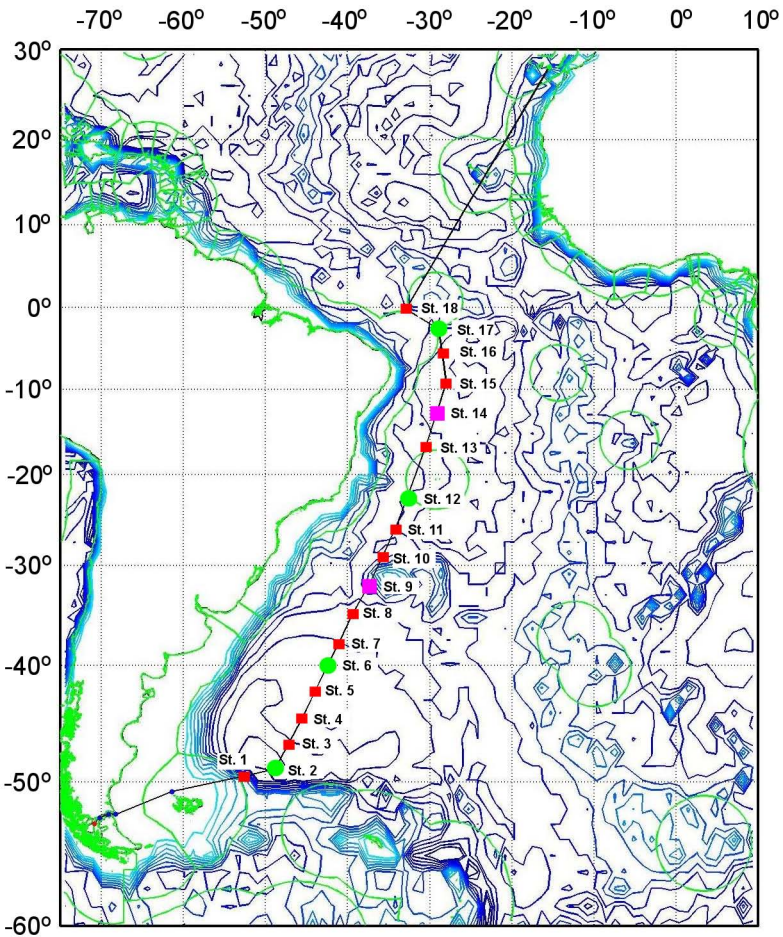 -70º -60º -50º -40º -30º -20º -10º 0º 10º
30º
20º
10º
0º
-10º
-20º
-30º
-40º
-50º
-60º
St. 18
St. 17
St. 16
St. 15
St. 14
St. 13
St. 12
St. 11
St. 10
St. 9
St. 8
St. 7
St. 6
St. 5
St. 4
St. 3
St. 1
St. 2